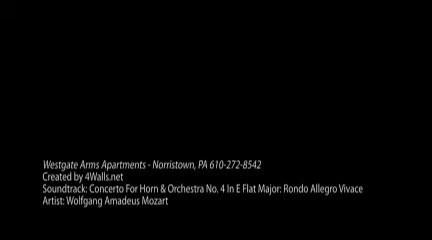 Westgate Arms Apartments - Norristown, PA 610-272-8542
Created by 4Walls.net
Soundtrack: Concerto For Horn & Orchestra No. 4 In E Flat Major: Rondo Allegro Vivace
Artist: Wolfgang Amadeus Mozart